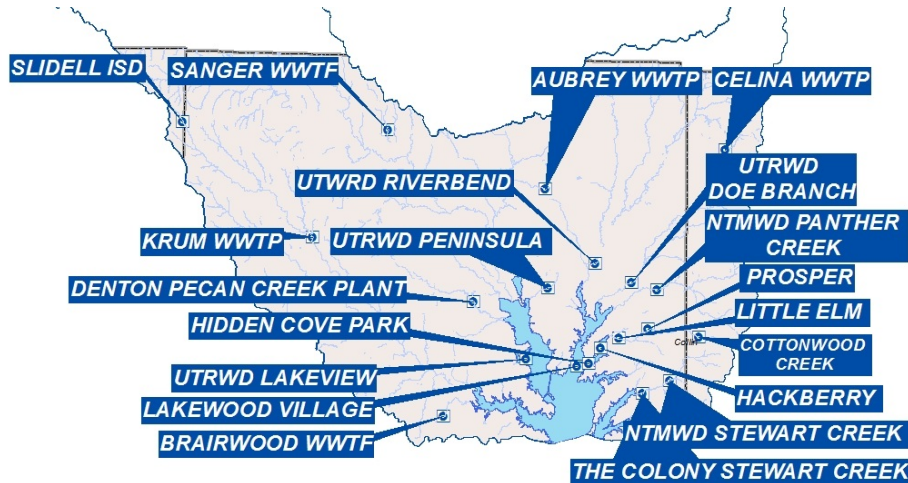 SLIDELL ISD
SANGER WWTF
AUBREY WWTP
CELINA WWTP
UTRWD
DOE BRANCH
UTWRD RIVERBEND
NTMWD PANTHER
CREEK
KRUM WWTP
UTRWD PENINSULA
PROSPER
DENTON PECAN CREEK PLANT
LITTLE ELM
HIDDEN COVE PARK
Collin
COTTONWOOD
CREEK
UTRWD LAKEVIEW
HACKBERRY
LAKEWOOD VILLAGE
NTMWD STEWART CREEK
BRAIRWOOD WWTF
THE COLONY STEWART CREEK